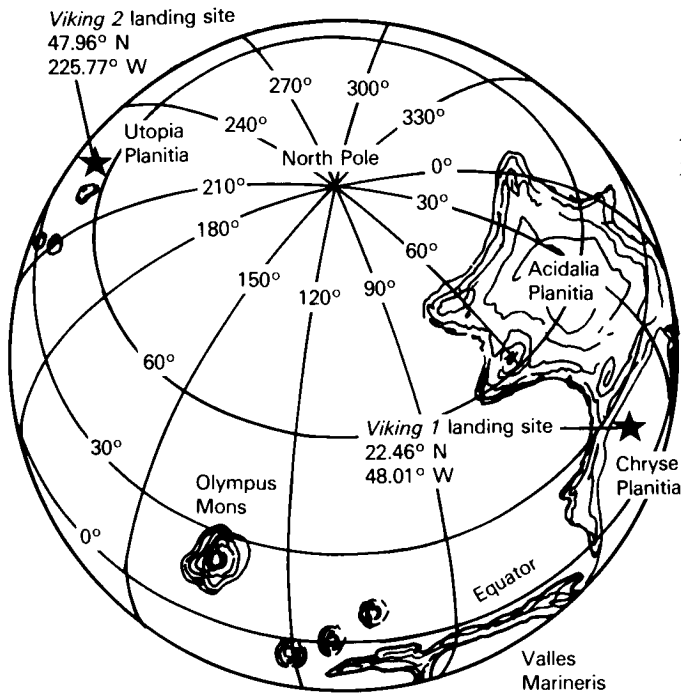 Viking 2 landing site
47.96° N
225.77° W
270°
300°
Utopia
Planitia
240°
330°
North Pole
0°
210°
30°
180°
60°
150°
120°
90°
Acidalia
Planitia
60°
Viking 1 landing site
22.46° N
48.01° W
30°
Chryse
Planitia
Olympus
Mons
0°
Equator
Valles
Marineris